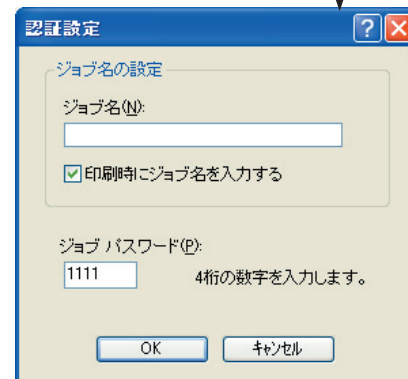 認証設定
ジョブ名の設定
ジョブ名(N):
印刷時にジョブ名を入力する
ジョブ パスワード(P):
1111 4桁の数字を入力します。
OK キャンセル